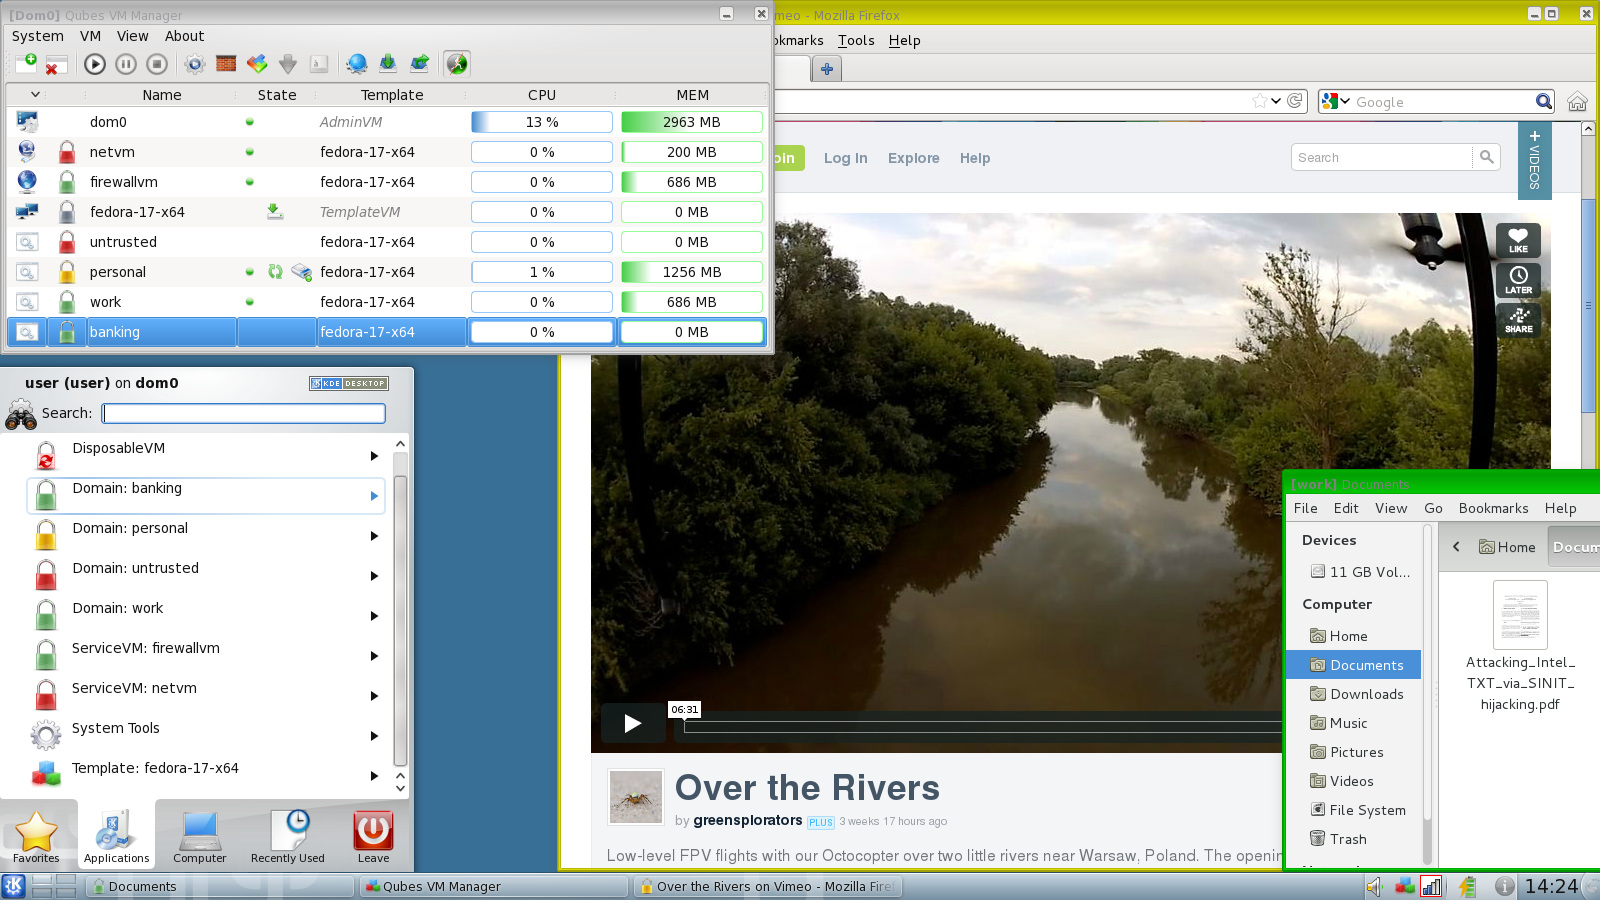 [Dom0] Qubes VM Manager
System VM View About
Name State Template CPU MEM
dom0 AdminVM 13 % 2963 MB
netvm fedora-17-x64 0 % 200 MB
firewallvm fedora-17-x64 0 % 686 MB
fedora-17-x64 TemplateVM 0 % 0 MB
untrusted fedora-17-x64 0 % 0 MB
personal fedora-17-x64 1 % 1256 MB
work fedora-17-x64 0 % 686 MB
banking fedora-17-x64 0 % 0 MB
meo - Mozilla Firefox
okmarks Tools Help
Google
oin Log In Explore Help
Search
+ VIDEOS
LIKE
LATER
SHARE
06:31
Over the Rivers
by greensplorators PLUS 3 weeks 17 hours ago
Low-level FPV flights with our Octocopter over two little rivers near Warsaw, Poland. The openin
user (user) on dom0
KDE DESKTOP
Search:
DisposableVM
Domain: banking
Domain: personal
Domain: untrusted
Domain: work
ServiceVM: firewallvm
ServiceVM: netvm
System Tools
Template: fedora-17-x64
Favorites
Applications
Computer
Recently Used
Leave
[work] Documents
File Edit View Go Bookmarks Help
Home Docum
Devices
11 GB Vol...
Computer
Home
Documents
Downloads
Music
Pictures
Videos
File System
Trash
Attacking_Intel_
TXT_via_SINIT_
hijacking.pdf
Documents
Qubes VM Manager
Over the Rivers on Vimeo - Mozilla Firef
14:24